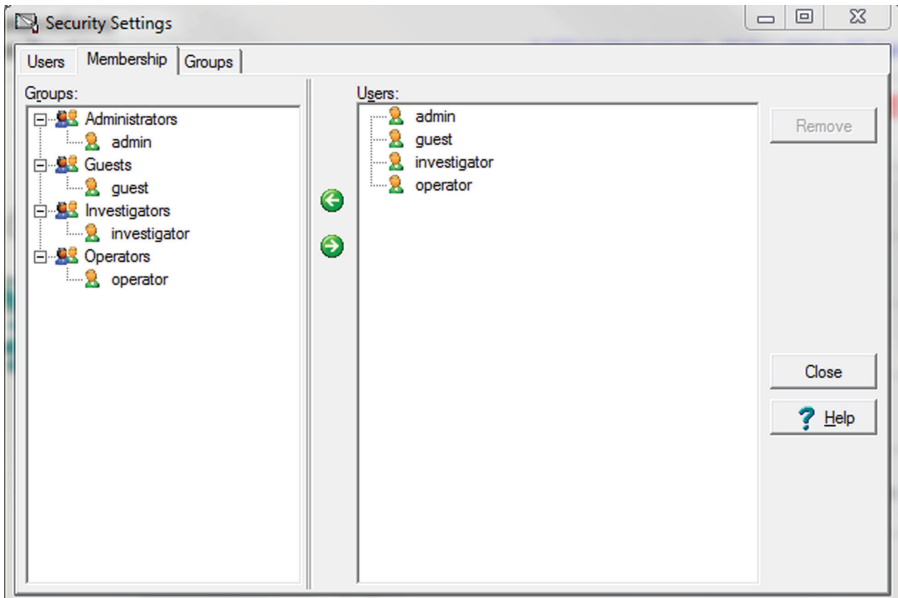 Security Settings
Users Membership Groups
Groups:
Administrators
admin
Guests
guest
Investigators
investigator
Operators
operator
Users:
admin
guest
investigator
operator
Remove
Close
? Help